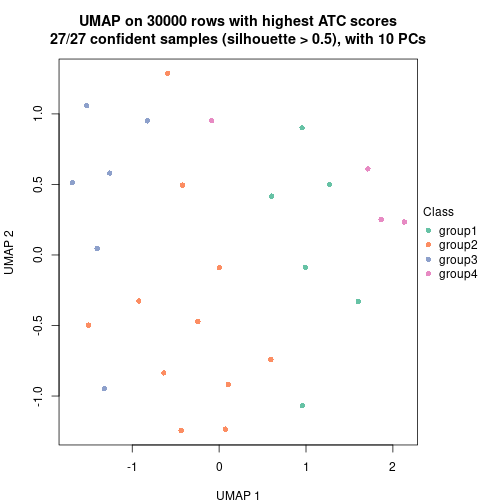 UMAP on 30000 rows with highest ATC scores
27/27 confident samples (silhouette > 0.5), with 10 PCs
1.0
0.5
0.0
-0.5
-1.0
UMAP 2
-1
0
1
2
UMAP 1
Class
group1
group2
group3
group4